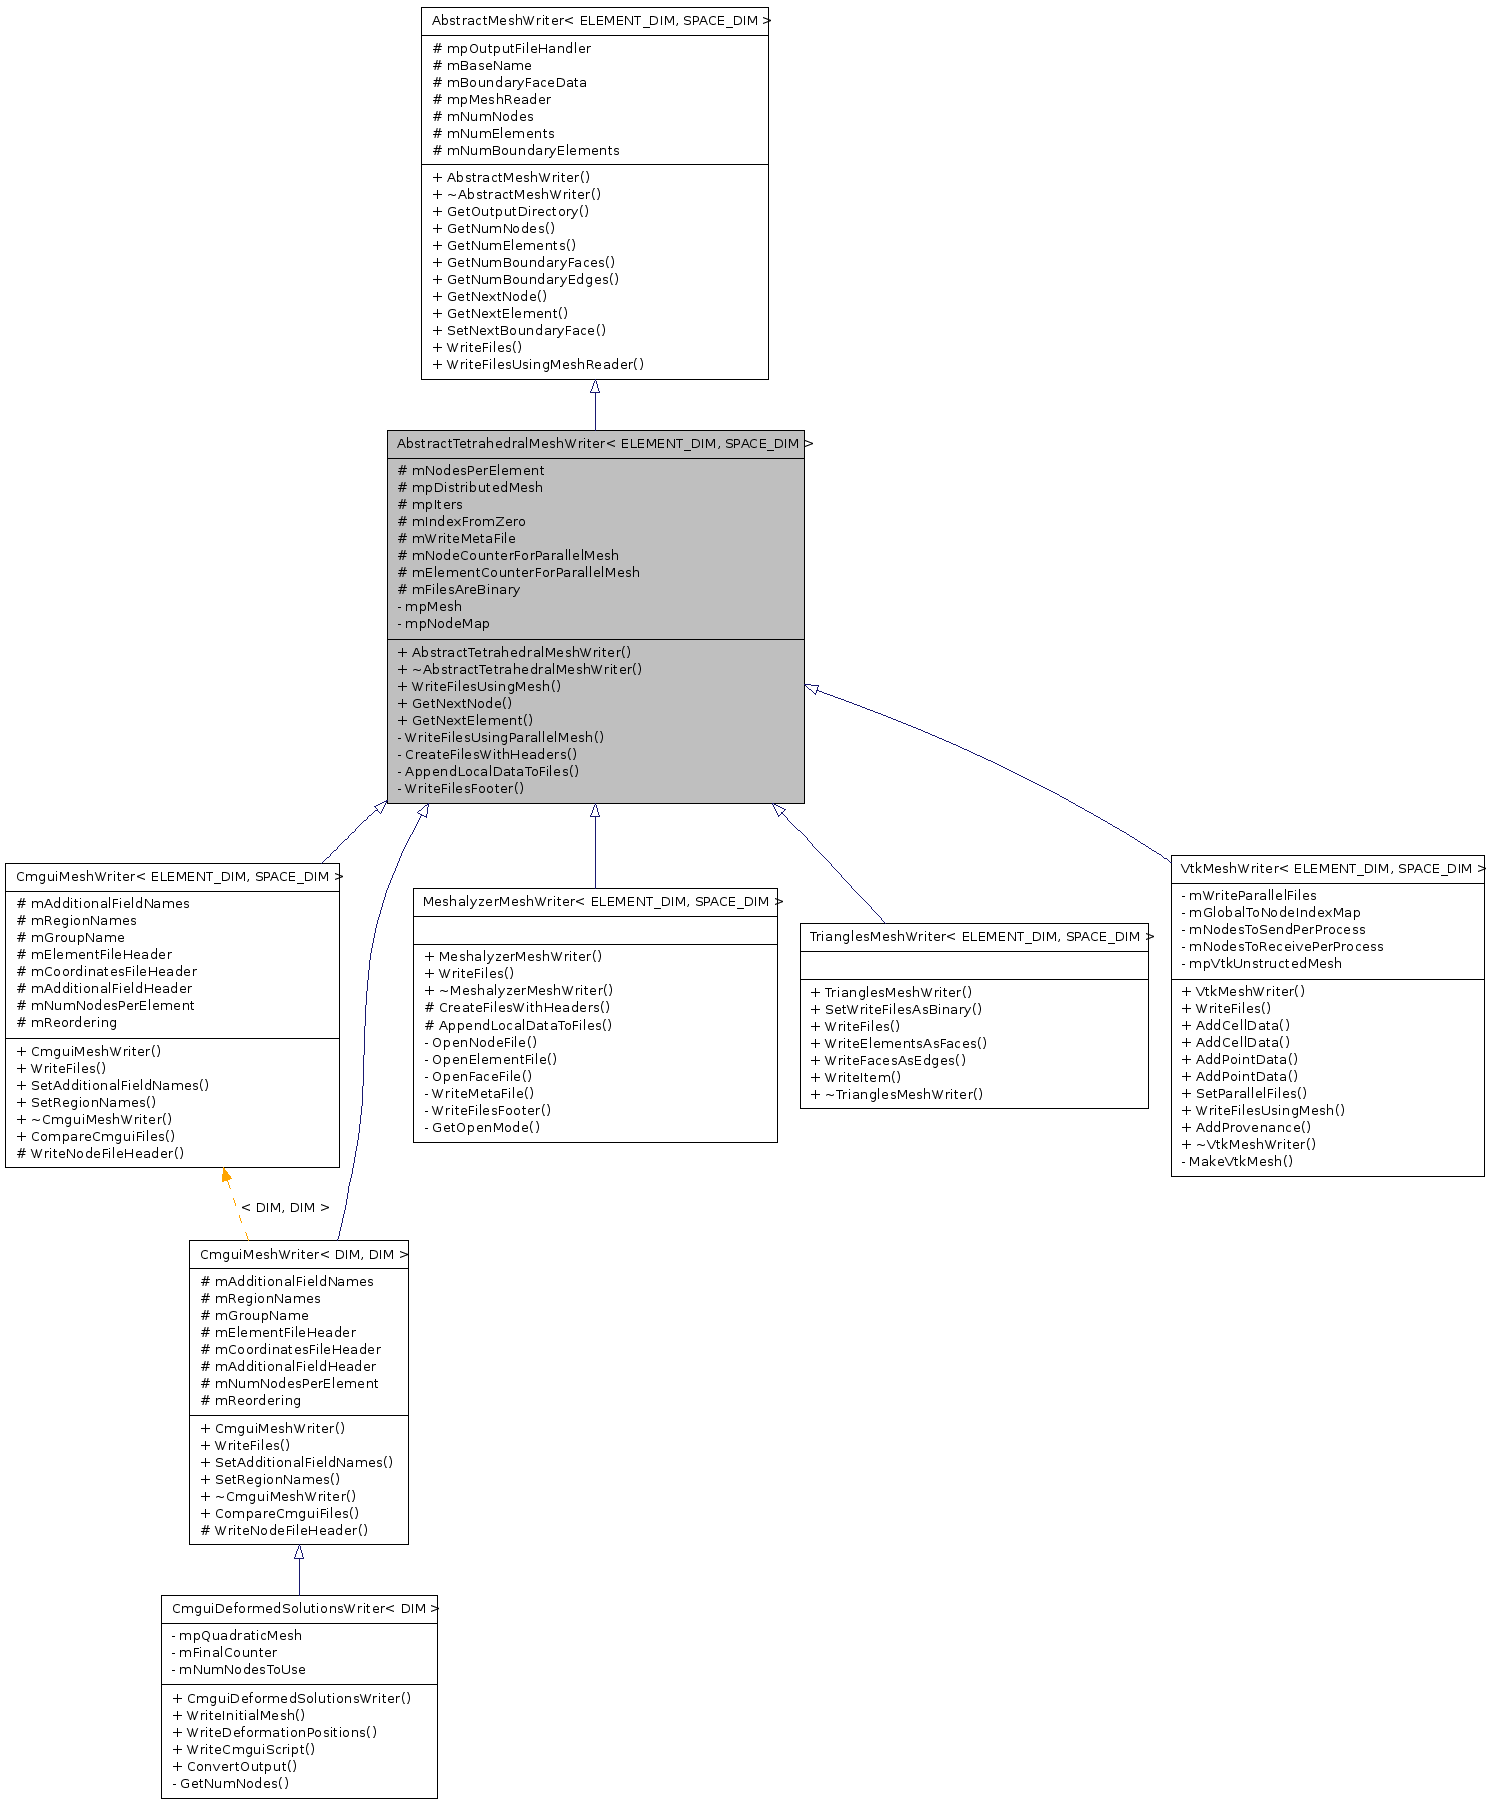 AbstractMeshWriter< ELEMENT_DIM, SPACE_DIM >
# mpOutputFileHandler
# mBaseName
# mBoundaryFaceData
# mpMeshReader
# mNumNodes
# mNumElements
# mNumBoundaryElements
+ AbstractMeshWriter()
+ ~AbstractMeshWriter()
+ GetOutputDirectory()
+ GetNumNodes()
+ GetNumElements()
+ GetNumBoundaryFaces()
+ GetNumBoundaryEdges()
+ GetNextNode()
+ GetNextElement()
+ SetNextBoundaryFace()
+ WriteFiles()
+ WriteFilesUsingMeshReader()
AbstractTetrahedralMeshWriter< ELEMENT_DIM, SPACE_DIM >
# mNodesPerElement
# mpDistributedMesh
# mpIters
# mIndexFromZero
# mWriteMetaFile
# mNodeCounterForParallelMesh
# mElementCounterForParallelMesh
# mFilesAreBinary
- mpMesh
- mpNodeMap
+ AbstractTetrahedralMeshWriter()
+ ~AbstractTetrahedralMeshWriter()
+ WriteFilesUsingMesh()
+ GetNextNode()
+ GetNextElement()
- WriteFilesUsingParallelMesh()
- CreateFilesWithHeaders()
- AppendLocalDataToFiles()
- WriteFilesFooter()
CmguiMeshWriter< ELEMENT_DIM, SPACE_DIM >
# mAdditionalFieldNames
# mRegionNames
# mGroupName
# mElementFileHeader
# mCoordinatesFileHeader
# mAdditionalFieldHeader
# mNumNodesPerElement
# mReordering
+ CmguiMeshWriter()
+ WriteFiles()
+ SetAdditionalFieldNames()
+ SetRegionNames()
+ ~CmguiMeshWriter()
+ CompareCmguiFiles()
# WriteNodeFileHeader()
MeshalyzerMeshWriter< ELEMENT_DIM, SPACE_DIM >
+ MeshalyzerMeshWriter()
+ WriteFiles()
+ ~MeshalyzerMeshWriter()
# CreateFilesWithHeaders()
# AppendLocalDataToFiles()
- OpenNodeFile()
- OpenElementFile()
- OpenFaceFile()
- WriteMetaFile()
- WriteFilesFooter()
- GetOpenMode()
TrianglesMeshWriter< ELEMENT_DIM, SPACE_DIM >
+ TrianglesMeshWriter()
+ SetWriteFilesAsBinary()
+ WriteFiles()
+ WriteElementsAsFaces()
+ WriteFacesAsEdges()
+ WriteItem()
+ ~TrianglesMeshWriter()
VtkMeshWriter< ELEMENT_DIM, SPACE_DIM >
- mWriteParallelFiles
- mGlobalToNodeIndexMap
- mNodesToSendPerProcess
- mNodesToReceivePerProcess
- mpVtkUnstructedMesh
+ VtkMeshWriter()
+ WriteFiles()
+ AddCellData()
+ AddCellData()
+ AddPointData()
+ AddPointData()
+ SetParallelFiles()
+ WriteFilesUsingMesh()
+ AddProvenance()
+ ~VtkMeshWriter()
- MakeVtkMesh()
< DIM, DIM >
CmguiMeshWriter< DIM, DIM >
# mAdditionalFieldNames
# mRegionNames
# mGroupName
# mElementFileHeader
# mCoordinatesFileHeader
# mAdditionalFieldHeader
# mNumNodesPerElement
# mReordering
+ CmguiMeshWriter()
+ WriteFiles()
+ SetAdditionalFieldNames()
+ SetRegionNames()
+ ~CmguiMeshWriter()
+ CompareCmguiFiles()
# WriteNodeFileHeader()
CmguiDeformedSolutionsWriter< DIM >
- mpQuadraticMesh
- mFinalCounter
- mNumNodesToUse
+ CmguiDeformedSolutionsWriter()
+ WriteInitialMesh()
+ WriteDeformationPositions()
+ WriteCmguiScript()
+ ConvertOutput()
- GetNumNodes()